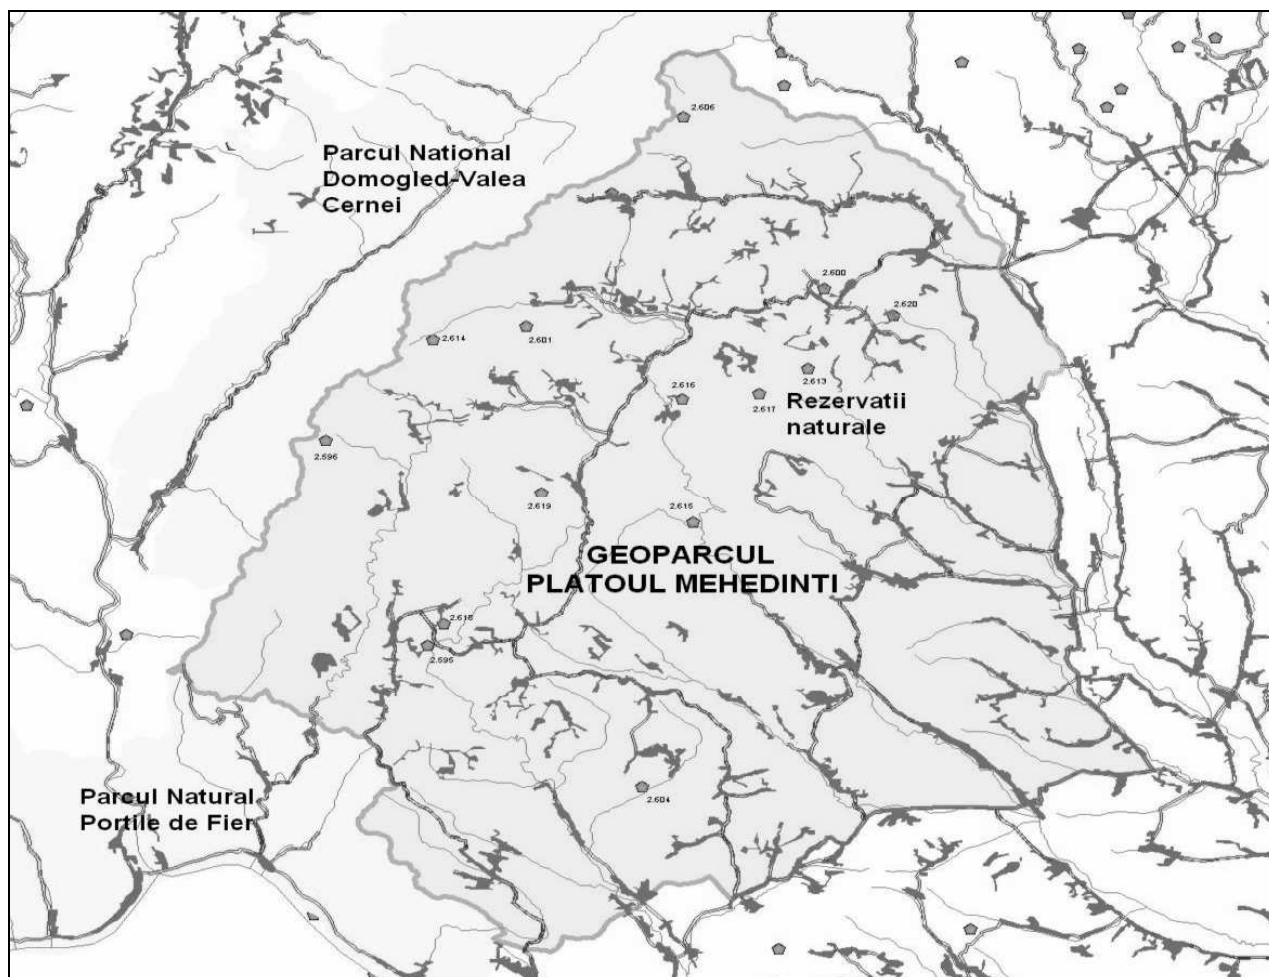 2.606
Parcul National
Domogled-Valea
Cernei
2.600
2.620
2.614
2.601
2.613
2.616
2.617
Rezervatii
naturale
2.596
2.619
2.615
GEOPARCUL
PLATOUL MEHEDINTI
2.618
2.595
Parcul Natural
Portile de Fier
2.604